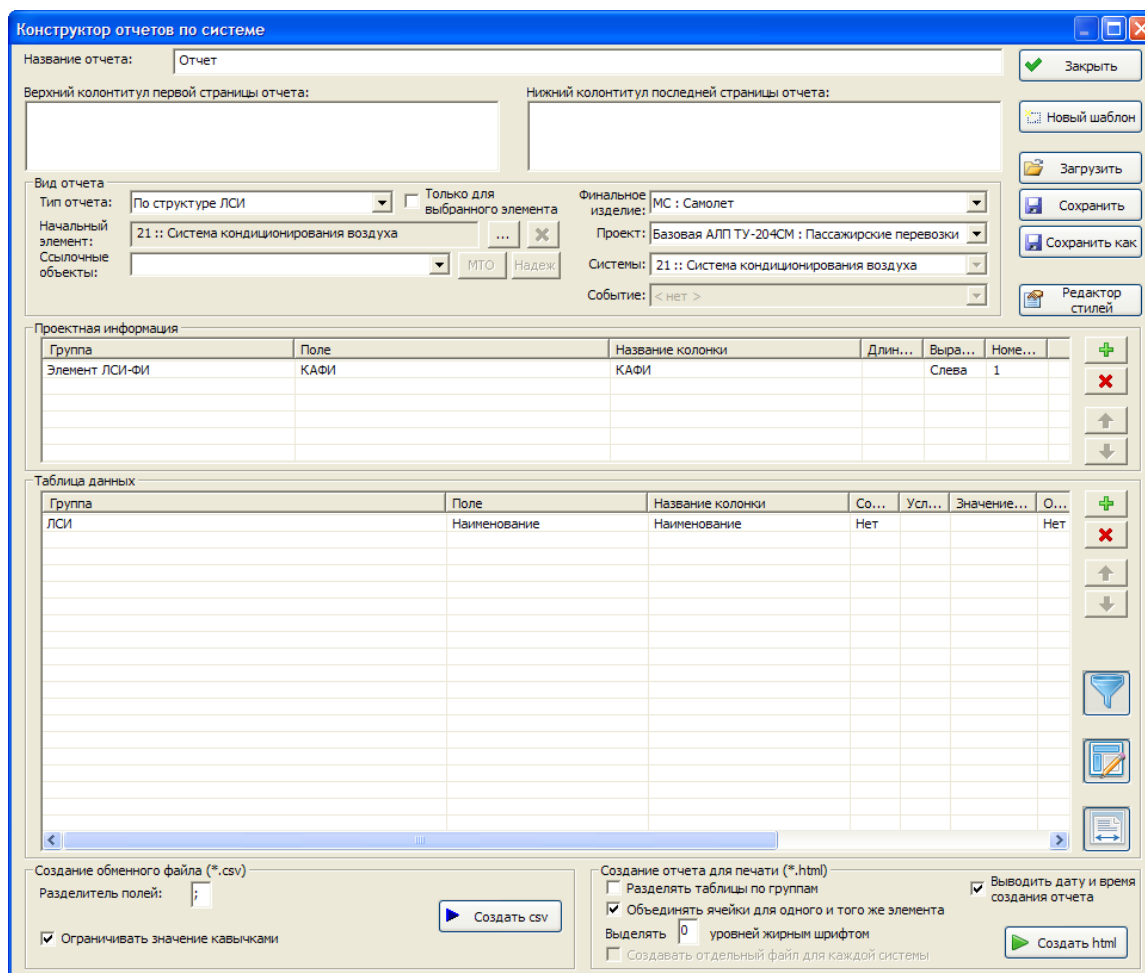 Конструктор отчетов по системе
Название отчета: Отчет
Закрыть
Верхний колонтитул первой страницы отчета:
Нижний колонтитул последней страницы отчета:
Новый шаблон
Загрузить
Сохранить
Сохранить как
Редактор
стилей
Вид отчета
Тип отчета: По структуре ЛСИ
Только для
выбранного элемента
Начальный
элемент:
21 :: Система кондиционирования воздуха ...
Ссылочные
объекты:
МТО Надеж
Финальное
изделие:
МС : Самолет
Проект: Базовая АЛП ТУ-204СМ : Пассажирские перевозки
Системы: 21 :: Система кондиционирования воздуха
Событие: < нет >
Проектная информация
Группа Поле Название колонки Длин... Выра... Номе...
Элемент ЛСИ-ФИ КАФИ КАФИ Слева 1
Таблица данных
Группа Поле Название колонки Со... Усл... Значение... О...
ЛСИ Наименование Наименование Нет Нет
Создание обменного файла (*.csv)
Разделитель полей: ;
Создать csv
Ограничивать значение кавычками
Создание отчета для печати (*.html)
Разделять таблицы по группам
Объединять ячейки для одного и того же элемента
Выделять 0 уровней жирным шрифтом
Создавать отдельный файл для каждой системы
Выводить дату и время
создания отчета
Создать html